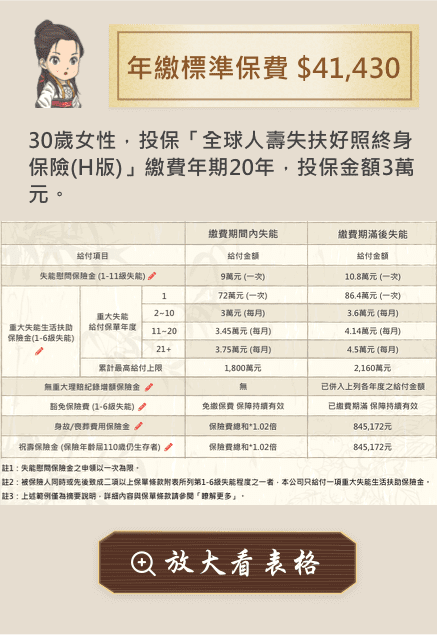 年繳標準保費 $41,430
30歲女性，投保「全球人壽失扶好照終身
保險(H版)」繳費年期20年，投保金額3萬
元。
繳費期間內失能 繳費期滿後失能
給付項目 給付金額 給付金額
失能慰問保險金 (1-11級失能) 9萬元 (一次) 10.8萬元 (一次)
重大失能生活扶助
保險金(1-6級失能)
重大失能
給付保單年度
1 72萬元 (一次) 86.4萬元 (一次)
2~10 3萬元 (每月) 3.6萬元 (每月)
11~20 3.45萬元 (每月) 4.14萬元 (每月)
21+ 3.75萬元 (每月) 4.5萬元 (每月)
累計最高給付上限 1,800萬元 2,160萬元
無重大理賠紀錄增額保險金 無 已併入上列各年度之給付金額
豁免保險費 (1-6級失能) 免繳保費 保障持續有效 已繳費期滿 保障持續有效
身故/喪葬費用保險金 保險費總和*1.02倍 845,172元
祝壽保險金 (保險年齡屆110歲仍生存者) 保險費總和*1.02倍 845,172元
註1：失能慰問保險金之申領以一次為限。
註2：被保險人同時或先後致成二項以上保單條款附表所列第1-6級失能程度之一者，本公司只給付一項重大失能生活扶助保險金。
註3：上述範例僅為摘要說明，詳細內容與保單條款請參閱「瞭解更多」。
放大看表格